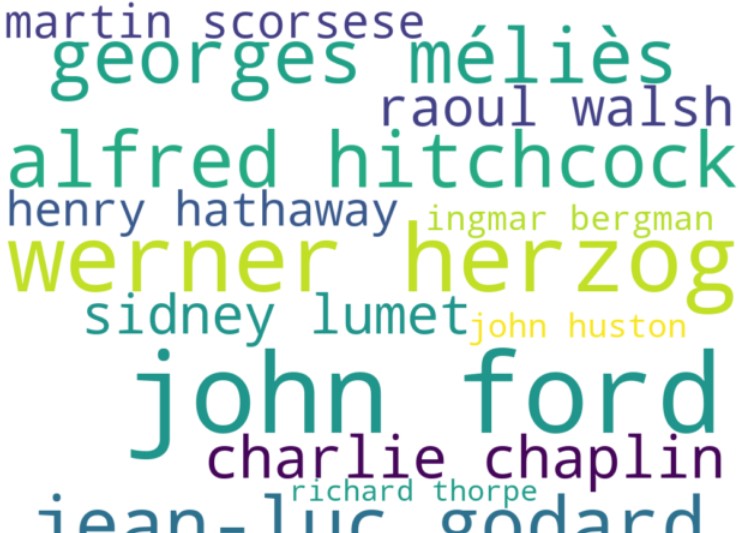 martin scorsese
georges méliès
raoul walsh
alfred hitchcock
henry hathaway
ingmar bergman
werner herzog
sidney lumet
john huston
john ford
charlie chaplin
richard thorpe
jean-luc godard